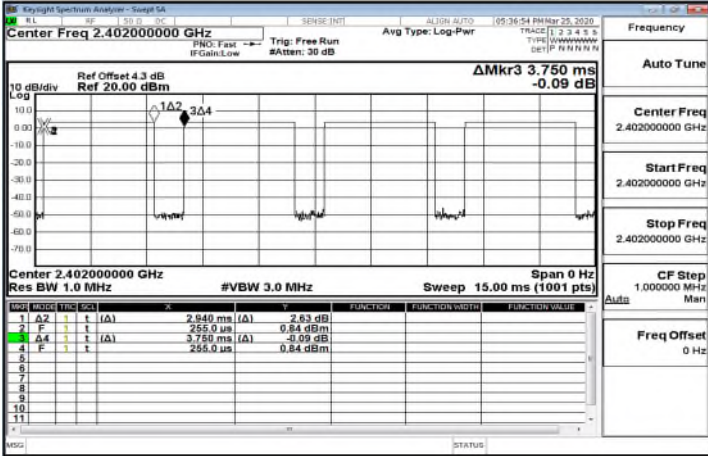 Keysight Spectrum Analyzer - Swept SA
RL RF 50 Ω DC SENSE:INT ALIGN AUTO 05:36:54 PM Mar 25, 2020
Center Freq 2.402000000 GHz
PNO: Fast Trig: Free Run Avg Type: Log-Pwr TRACE 1 2 3 4 5 6
IFGain:Low #Atten: 30 dB TYPE WWWWWW
DET P N N N N N
Ref Offset 4.3 dB ΔMkr3 3.750 ms
10 dB/div Ref 20.00 dBm -0.09 dB
Log
10.0 1Δ2 3Δ4
0.00
-10.0
-20.0
-30.0
-40.0
-50.0
-60.0
-70.0
Center 2.402000000 GHz Span 0 Hz
Res BW 1.0 MHz #VBW 3.0 MHz Sweep 15.00 ms (1001 pts)
MKR MODE TRC SCL X Y FUNCTION FUNCTION WIDTH FUNCTION VALUE
1 Δ2 1 t (Δ) 2.940 ms (Δ) 2.63 dB
2 F 1 t 255.0 µs 0.84 dBm
3 Δ4 1 t (Δ) 3.750 ms (Δ) -0.09 dB
4 F 1 t 255.0 µs 0.84 dBm
5
6
7
8
9
10
11
MSG STATUS
Frequency
Auto Tune
Center Freq
2.402000000 GHz
Start Freq
2.402000000 GHz
Stop Freq
2.402000000 GHz
CF Step
1.000000 MHz
Auto Man
Freq Offset
0 Hz